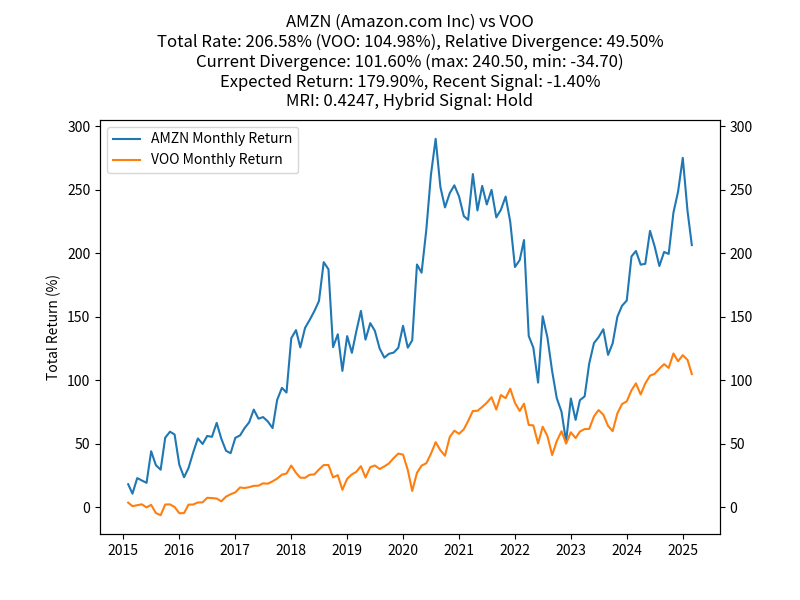 AMZN (Amazon.com Inc) vs VOO
Total Rate: 206.58% (VOO: 104.98%), Relative Divergence: 49.50%
Current Divergence: 101.60% (max: 240.50, min: -34.70)
Expected Return: 179.90%, Recent Signal: -1.40%
MRI: 0.4247, Hybrid Signal: Hold
AMZN Monthly Return
VOO Monthly Return
Total Return (%)
300
250
200
150
100
50
0
300
250
200
150
100
50
0
2015 2016 2017 2018 2019 2020 2021 2022 2023 2024 2025